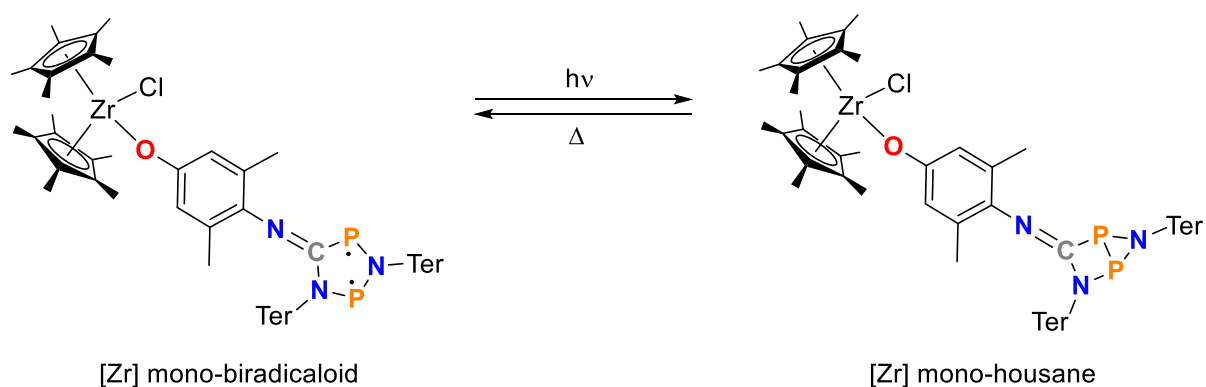 Zr
Cl
O
N
C
P
N
Ter
N
P
Ter
hν
Δ
Zr
Cl
O
N
C
P
N
Ter
P
N
Ter
[Zr] mono-biradicaloid
[Zr] mono-housane